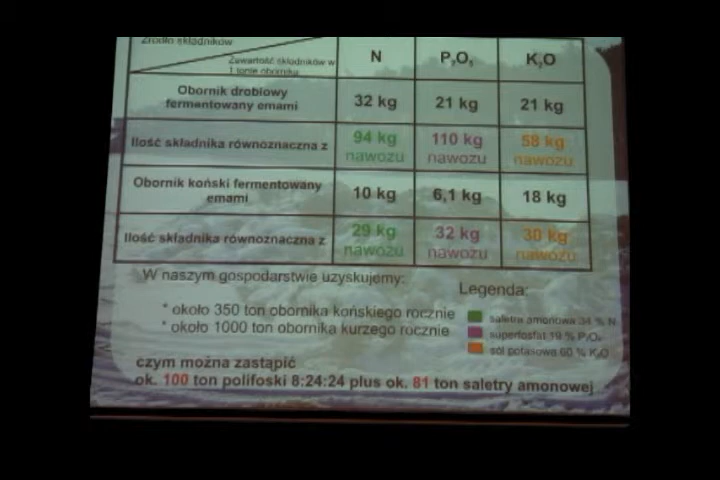 Źródło składników
Zawartość składników w
1 tonie obornika
N P₂O₅ K₂O
Obornik drobiowy
fermentowany emami
32 kg 21 kg 21 kg
Ilość składnika równoznaczna z
94 kg 110 kg 58 kg
nawozu nawozu nawozu
Obornik koński fermentowany
emami
10 kg 6,1 kg 18 kg
Ilość składnika równoznaczna z
29 kg 32 kg 30 kg
nawozu nawozu nawozu
W naszym gospodarstwie uzyskujemy:
* około 350 ton obornika końskiego rocznie
* około 1000 ton obornika kurzego rocznie
Legenda:
saletra amonowa 34 % N
superfosfat 19 % P₂O₅
sól potasowa 60 % K₂O
czym można zastąpić
ok. 100 ton polifoski 8:24:24 plus ok. 81 ton saletry amonowej